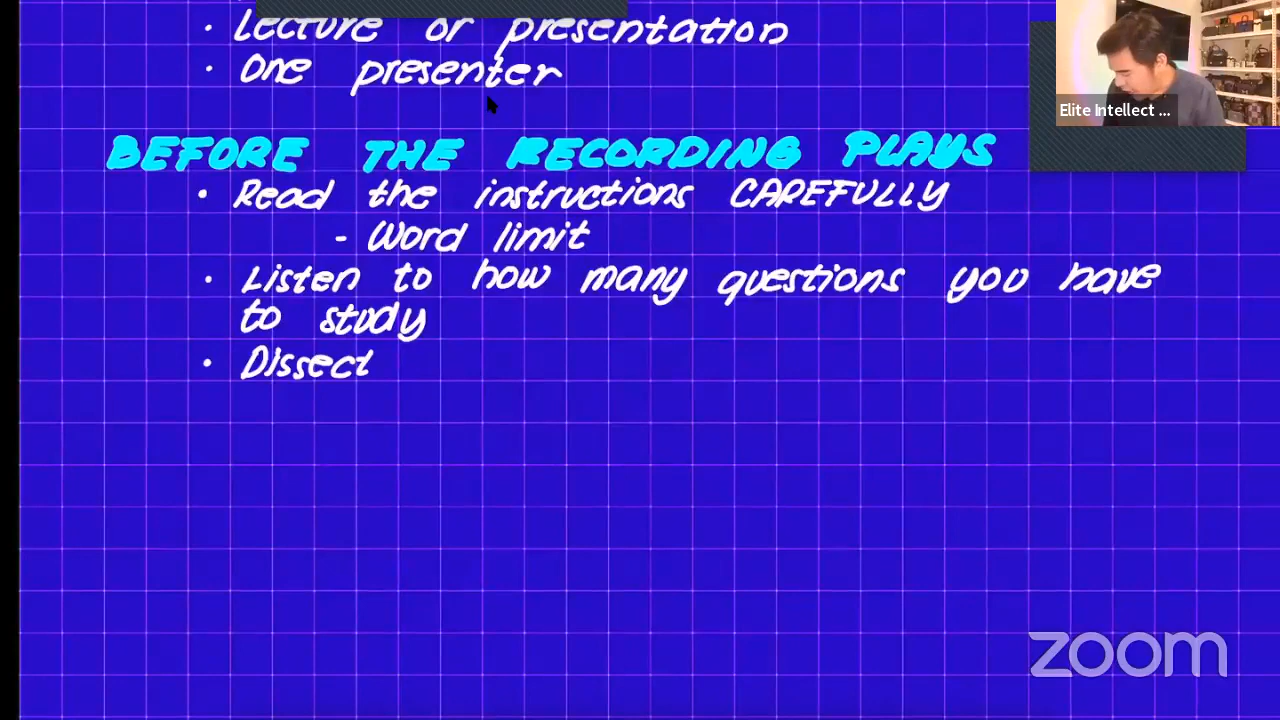 · Lecture or presentation
· One presenter
Elite Intellect ...
BEFORE THE RECORDING PLAYS
· Read the instructions CAREFULLY
- Word limit
· Listen to how many questions you have
to study
· Dissect
zoom